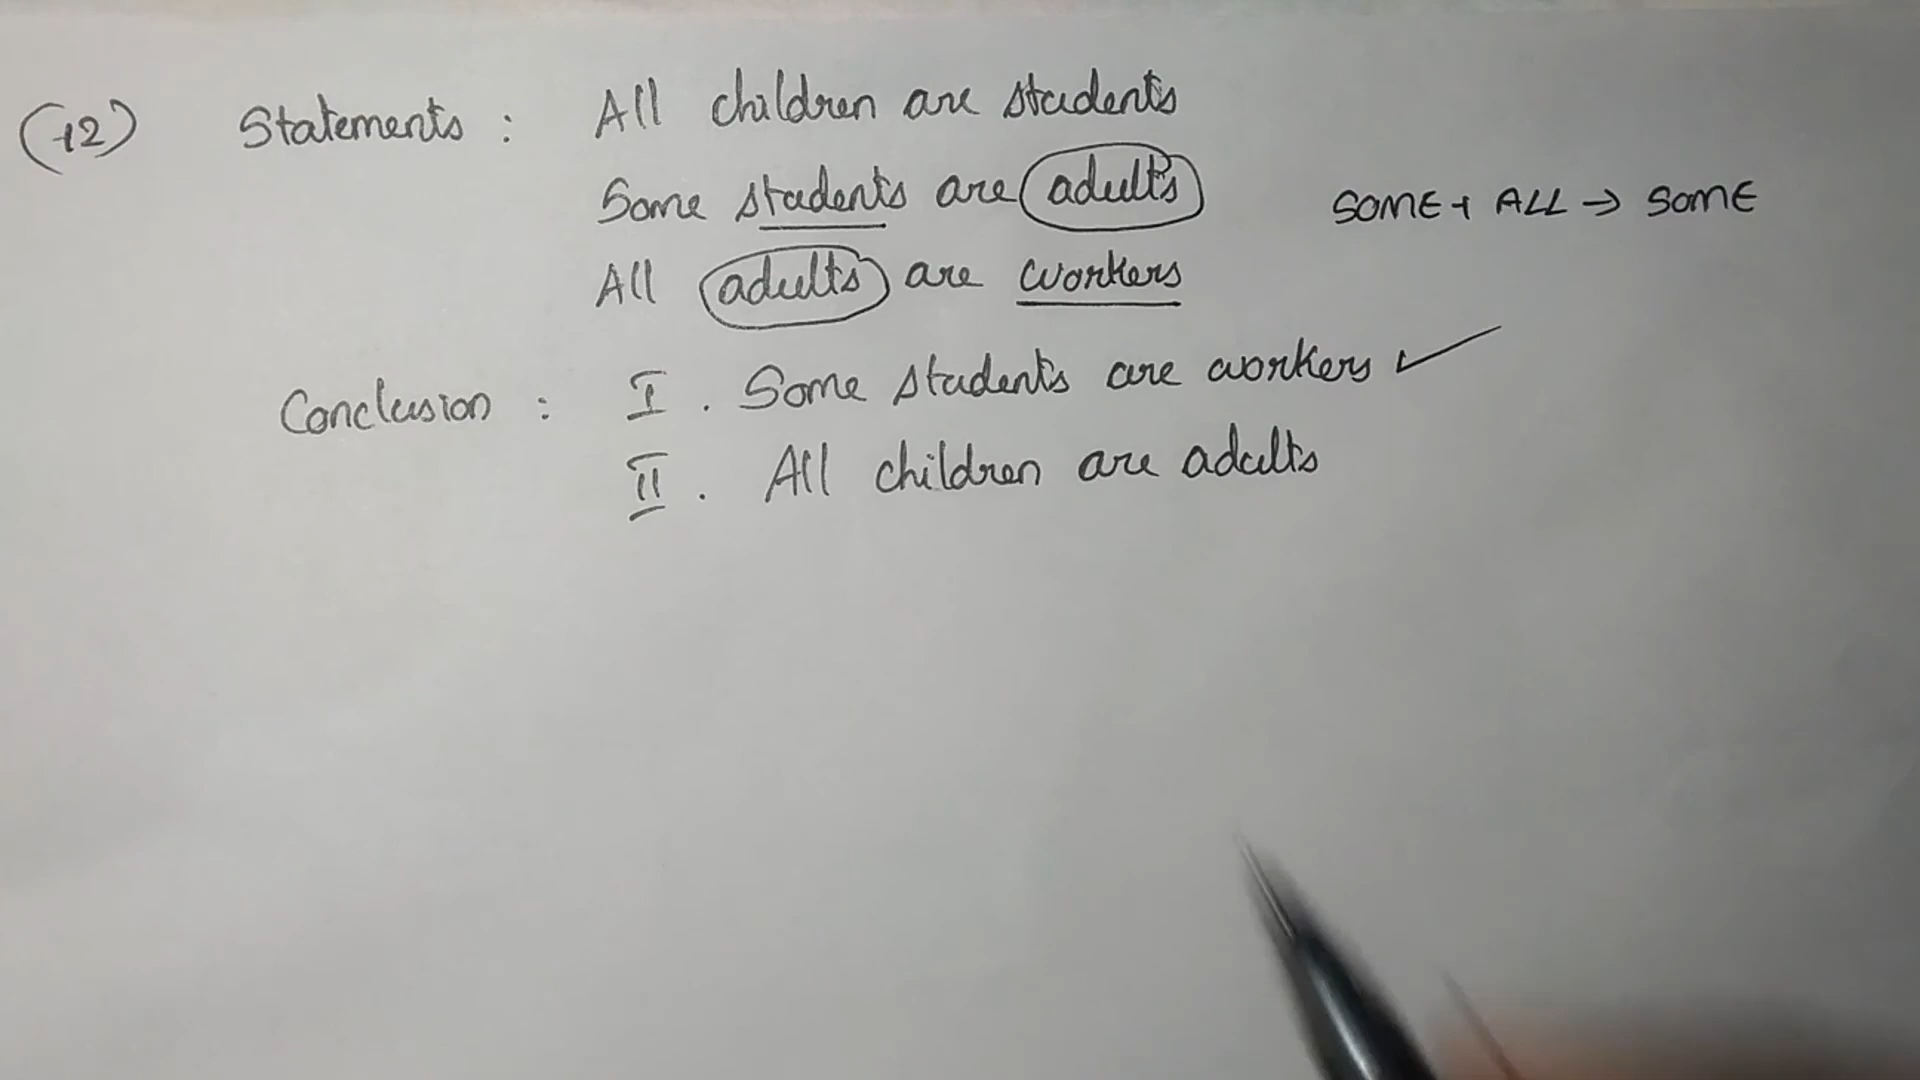 (12) Statements : All children are students
Some students are adults SOME + ALL → SOME
All adults are workers
Conclusion : I. Some students are workers ✓
II. All children are adults